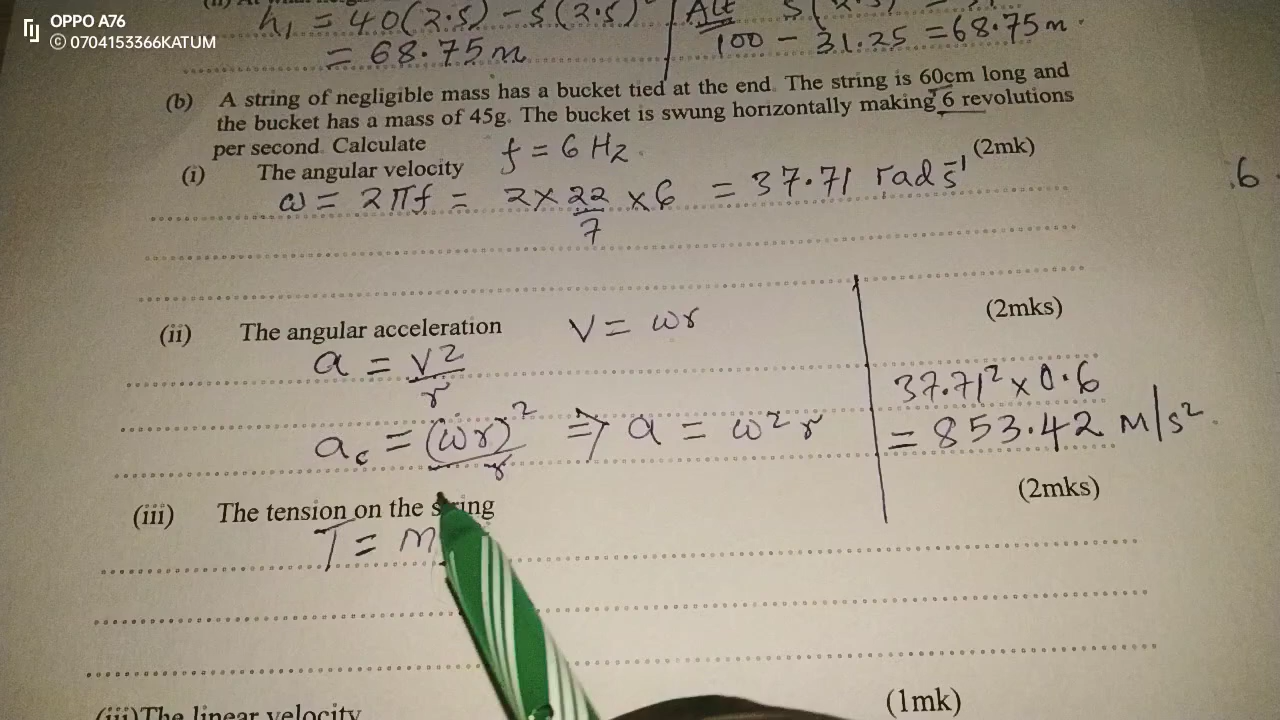 OPPO A76
© 0704153366KATUM
h₁ = 40(2.5) - 5(2.5)²
= 68.75m
Alt
100 - 31.25 = 68.75m.
(b) A string of negligible mass has a bucket tied at the end. The string is 60cm long and
the bucket has a mass of 45g. The bucket is swung horizontally making 6 revolutions
per second. Calculate
f = 6 Hz.
(i) The angular velocity (2mk)
ω = 2πf = 2 × 22/7 × 6 = 37.71 rad s⁻¹
.6
(ii) The angular acceleration V = ωr (2mks)
a = V2/r
37.71² × 0.6
a꜀ = (ωr)²/r ⇒ a = ω²r
= 853.42 M/s².
(iii) The tension on the string (2mks)
T = m
(iii)The linear velocity (1mk)